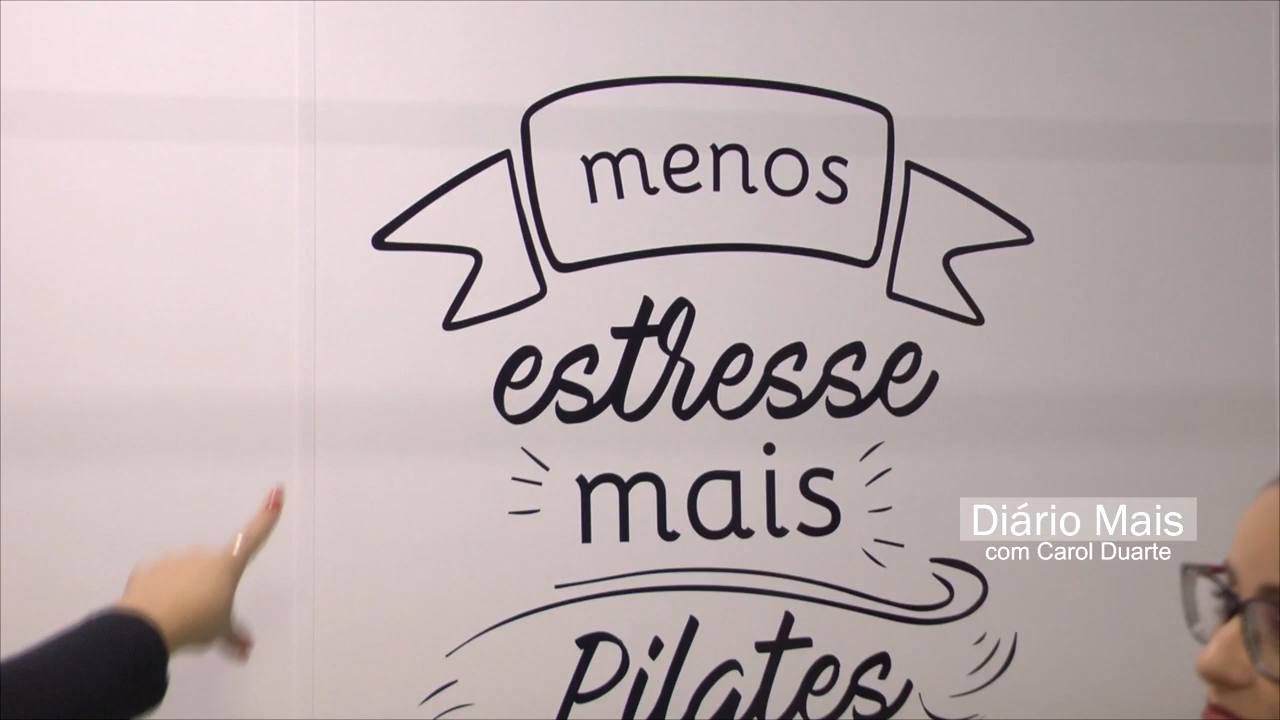 menos
estresse
mais
Pilates
Diário Mais
com Carol Duarte